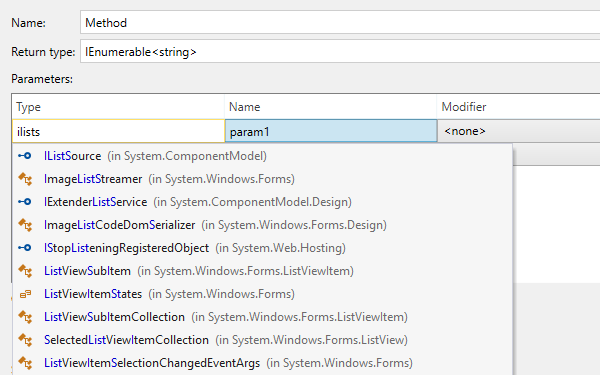 Name: Method
Return type: IEnumerable<string>
Parameters:
Type Name Modifier
ilists param1 <none>
IListSource (in System.ComponentModel)
ImageListStreamer (in System.Windows.Forms)
IExtenderListService (in System.ComponentModel.Design)
ImageListCodeDomSerializer (in System.Windows.Forms.Design)
IStopListeningRegisteredObject (in System.Web.Hosting)
ListViewSubItem (in System.Windows.Forms.ListViewItem)
ListViewItemStates (in System.Windows.Forms)
ListViewSubItemCollection (in System.Windows.Forms.ListViewItem)
SelectedListViewItemCollection (in System.Windows.Forms.ListView)
ListViewItemSelectionChangedEventArgs (in System.Windows.Forms)